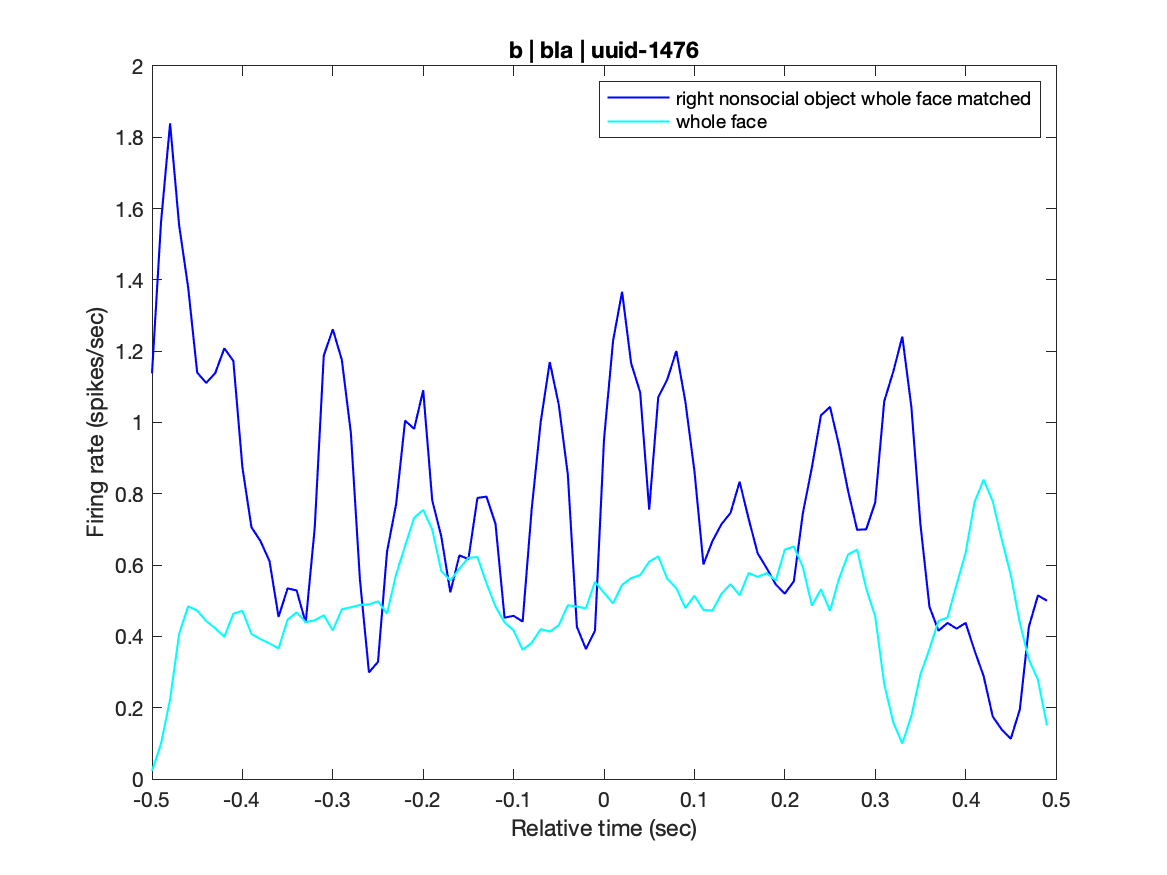 b | bla | uuid-1476
right nonsocial object whole face matched
whole face
Firing rate (spikes/sec)
2
1.8
1.6
1.4
1.2
1
0.8
0.6
0.4
0.2
0
-0.5 -0.4 -0.3 -0.2 -0.1 0 0.1 0.2 0.3 0.4 0.5
Relative time (sec)